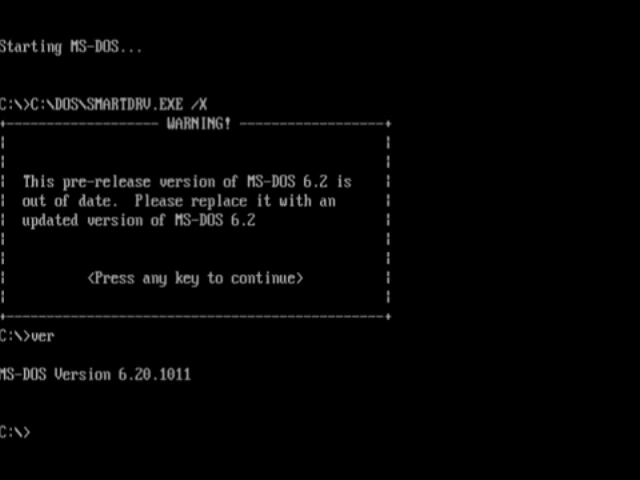 Starting MS-DOS...
C:\>C:\DOS\SMARTDRV.EXE /X
WARNING!
This pre-release version of MS-DOS 6.2 is
out of date.  Please replace it with an
updated version of MS-DOS 6.2
<Press any key to continue>
C:\>ver
MS-DOS Version 6.20.1011
C:\>